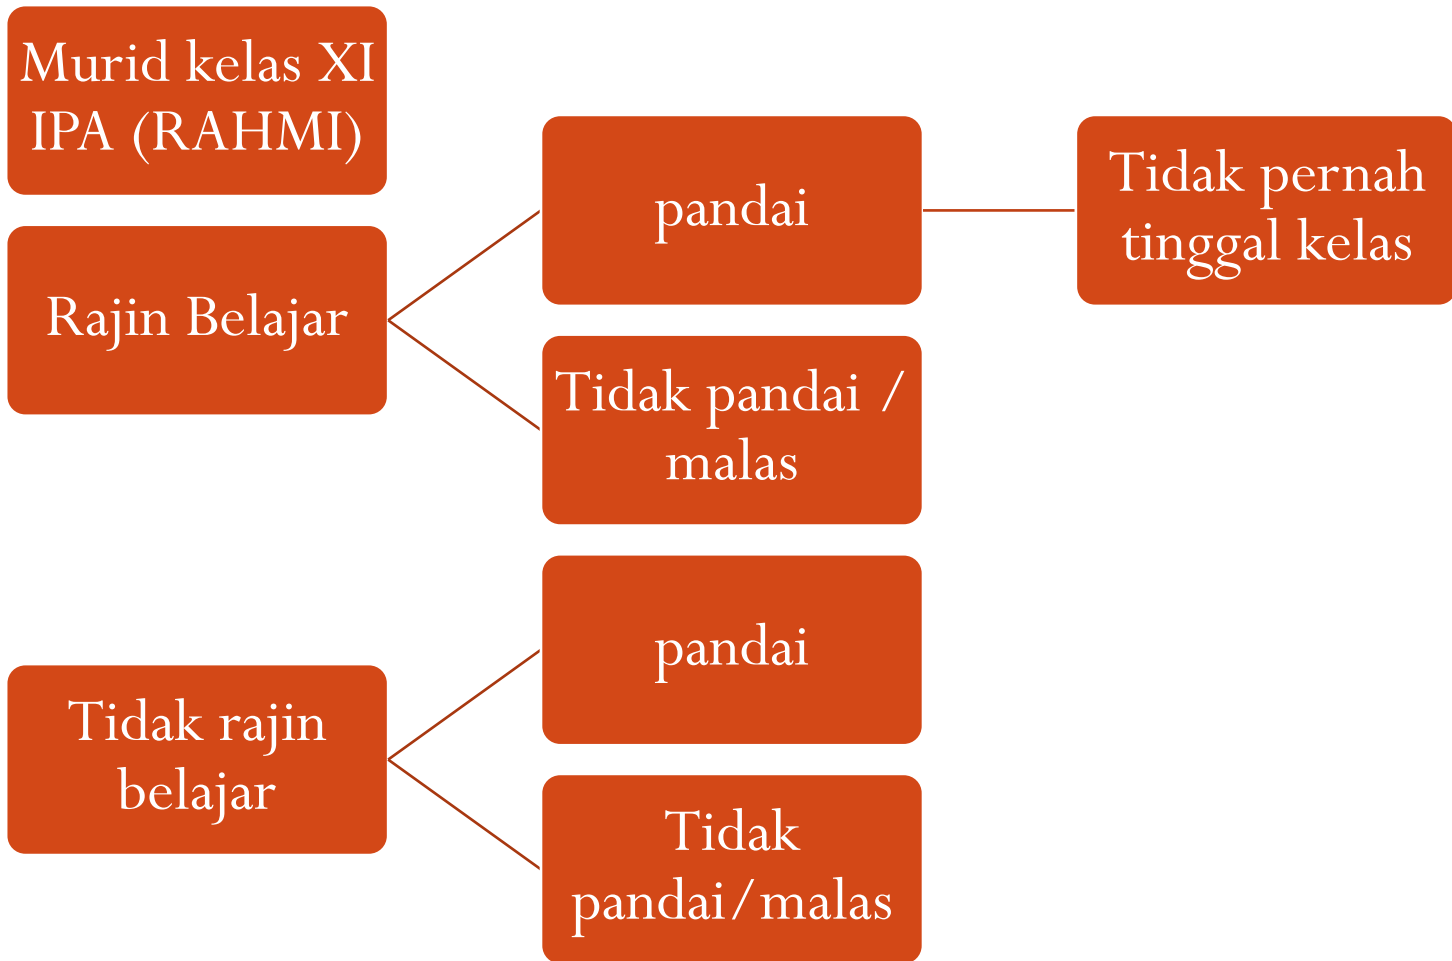 Murid kelas XI
IPA (RAHMI)
Rajin Belajar
pandai
Tidak pernah
tinggal kelas
Tidak pandai /
malas
Tidak rajin
belajar
pandai
Tidak
pandai/malas